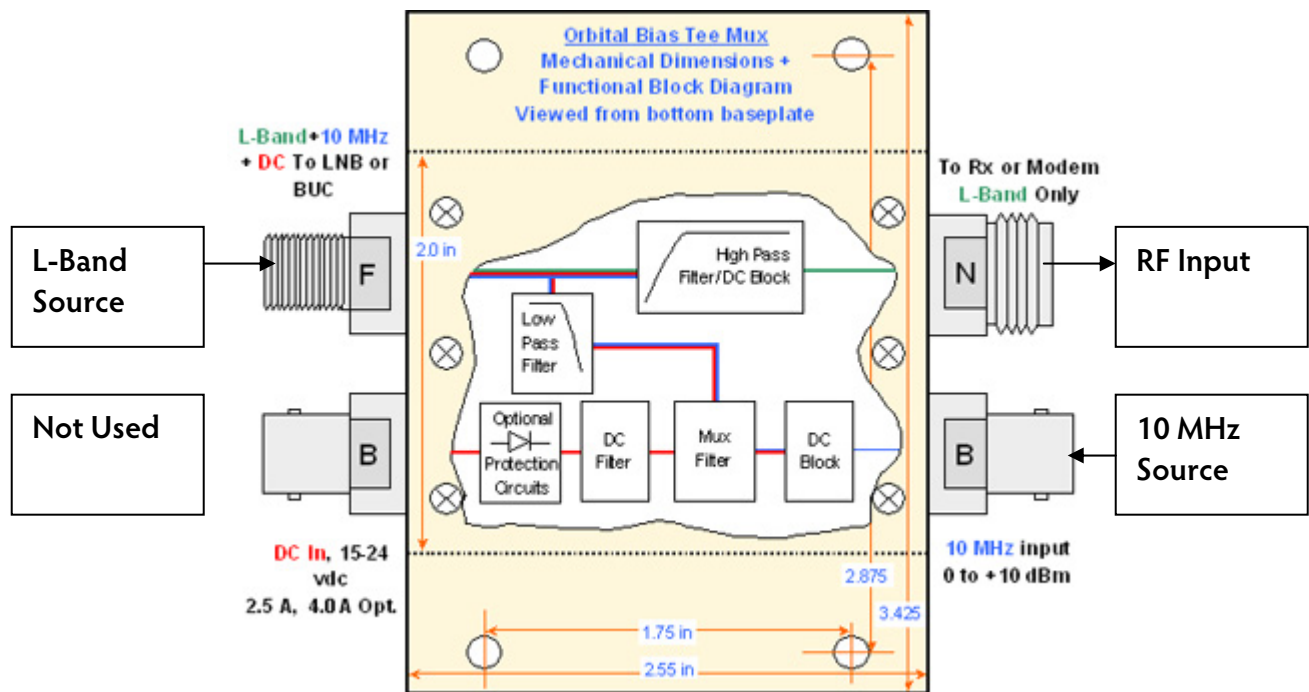 Orbital Bias Tee Mux
Mechanical Dimensions +
Functional Block Diagram
Viewed from bottom baseplate
L-Band+10 MHz
+ DC To LNB or
BUC
To Rx or Modem
L-Band Only
L-Band
Source
F
2.0 in
High Pass
Filter/DC Block
N
RF Input
Low
Pass
Filter
Not Used
B
Optional
Protection
Circuits
DC
Filter
Mux
Filter
DC
Block
B
10 MHz
Source
DC In, 15-24
vdc
2.5 A, 4.0 A Opt.
10 MHz input
0 to +10 dBm
2.875
3.425
1.75 in
2.55 in